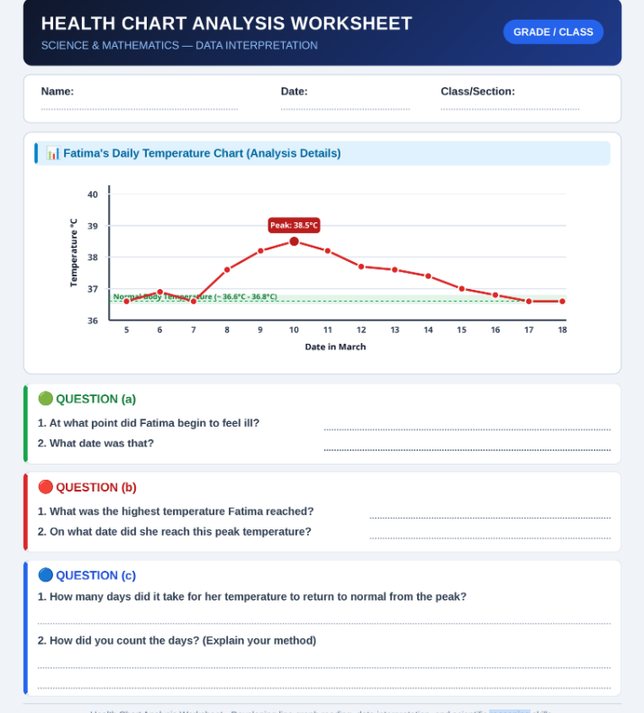 HEALTH CHART ANALYSIS WORKSHEET
SCIENCE & MATHEMATICS — DATA INTERPRETATION
GRADE / CLASS
Name:
Date:
Class/Section:
📊 Fatima's Daily Temperature Chart (Analysis Details)
Temperature °C
40
39
38
37
36
Peak: 38.5°C
Normal Body Temperature (~ 36.6°C - 36.8°C)
5 6 7 8 9 10 11 12 13 14 15 16 17 18
Date in March
QUESTION (a)
1. At what point did Fatima begin to feel ill?
2. What date was that?
QUESTION (b)
1. What was the highest temperature Fatima reached?
2. On what date did she reach this peak temperature?
QUESTION (c)
1. How many days did it take for her temperature to return to normal from the peak?
2. How did you count the days? (Explain your method)